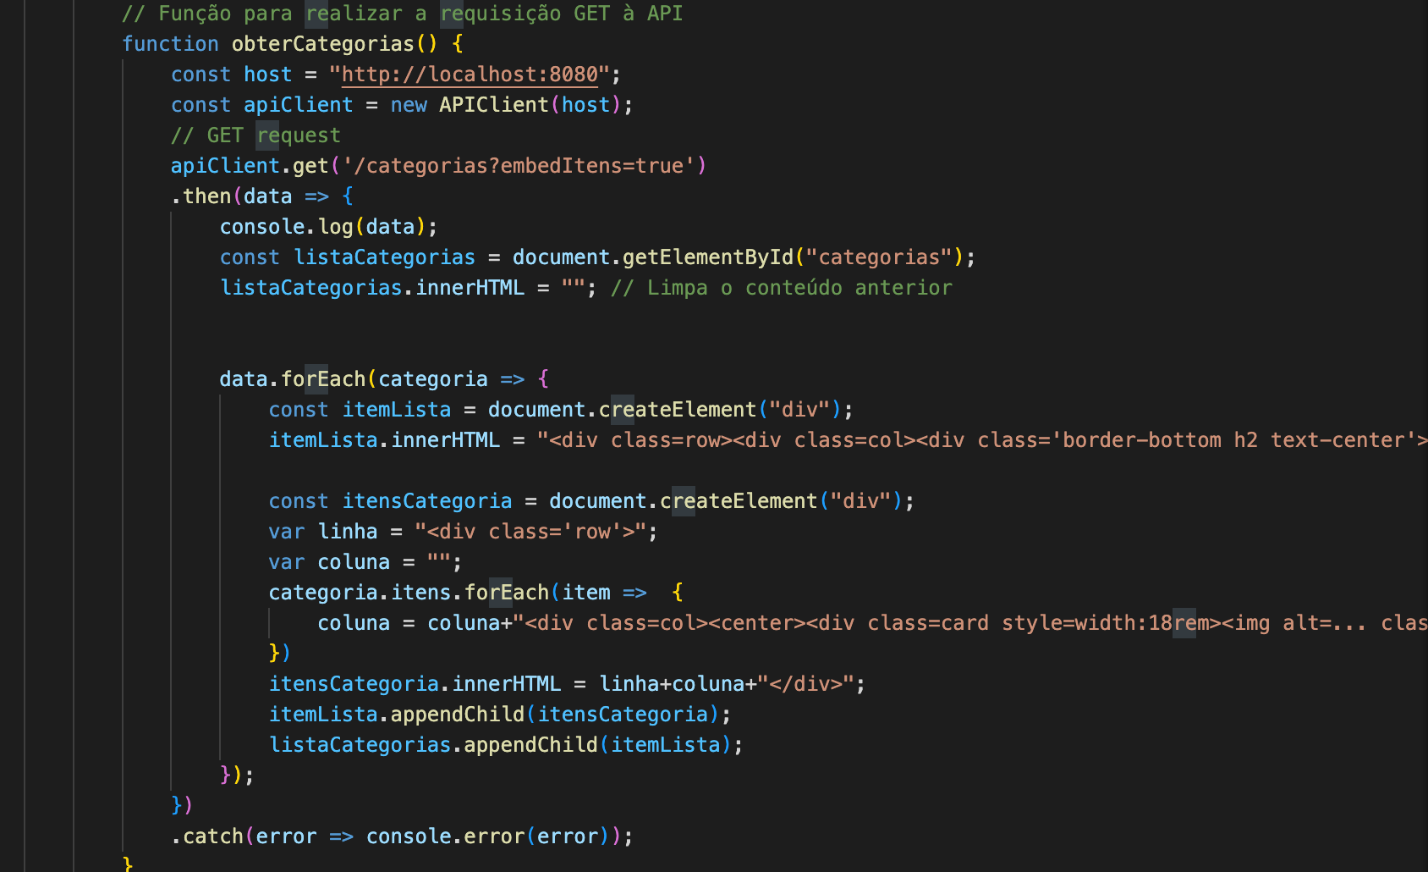 // Função para realizar a requisição GET à API
function obterCategorias() {
const host = "http://localhost:8080";
const apiClient = new APIClient(host);
// GET request
apiClient.get('/categorias?embedItens=true')
.then(data => {
console.log(data);
const listaCategorias = document.getElementById("categorias");
listaCategorias.innerHTML = ""; // Limpa o conteúdo anterior
data.forEach(categoria => {
const itemLista = document.createElement("div");
itemLista.innerHTML = "<div class=row><div class=col><div class='border-bottom h2 text-center'>
const itensCategoria = document.createElement("div");
var linha = "<div class='row'>";
var coluna = "";
categoria.itens.forEach(item =>  {
coluna = coluna+"<div class=col><center><div class=card style=width:18rem><img alt=... clas
})
itensCategoria.innerHTML = linha+coluna+"</div>";
itemLista.appendChild(itensCategoria);
listaCategorias.appendChild(itemLista);
});
})
.catch(error => console.error(error));
}